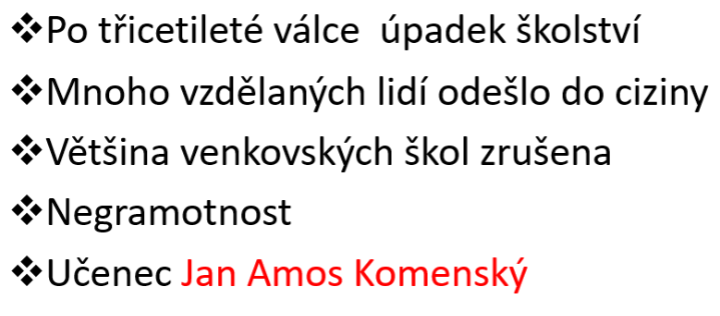 ❖Po třicetileté válce  úpadek školství
❖Mnoho vzdělaných lidí odešlo do ciziny
❖Většina venkovských škol zrušena
❖Negramotnost
❖Učenec Jan Amos Komenský